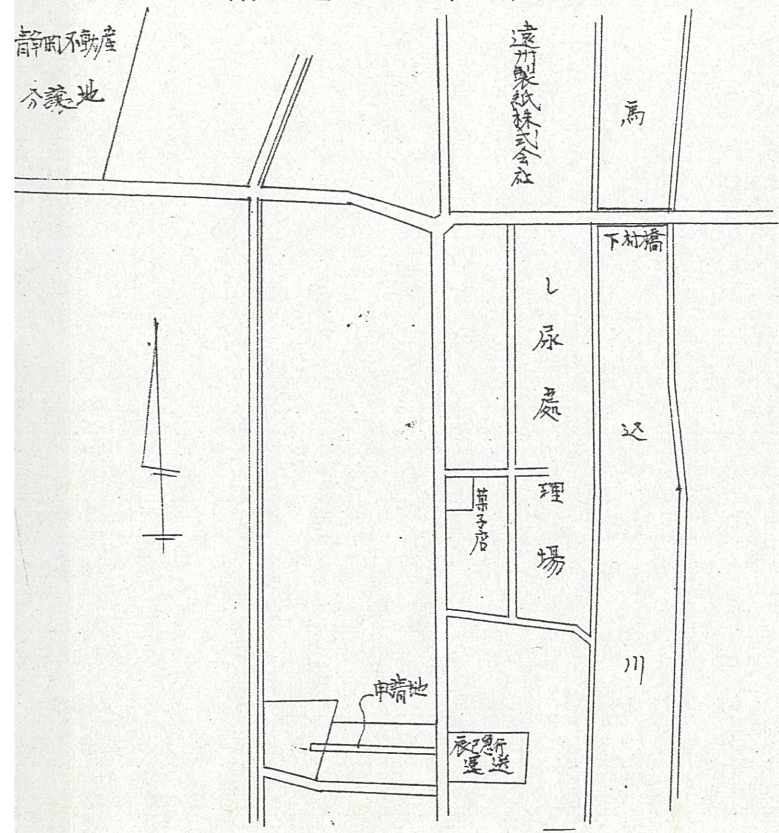 静岡不動産
分譲地
遠州製紙株式会社
馬込川
下村橋
し尿處理場
菓子店
申請地
辰巳急行
運送